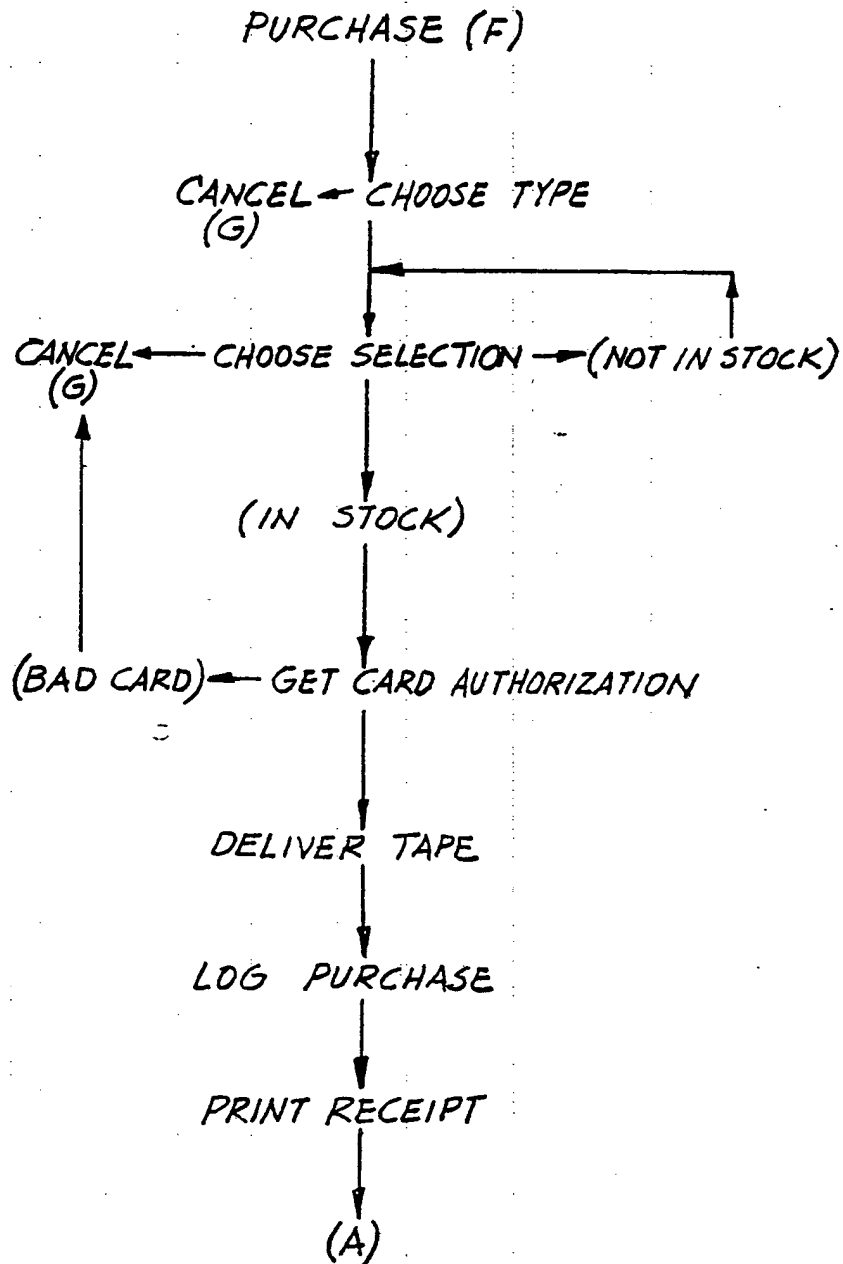 PURCHASE (F)
CANCEL CHOOSE TYPE
(G)
CANCEL CHOOSE SELECTION (NOT IN STOCK)
(G)
(IN STOCK)
(BAD CARD) GET CARD AUTHORIZATION
DELIVER TAPE
LOG PURCHASE
PRINT RECEIPT
(A)